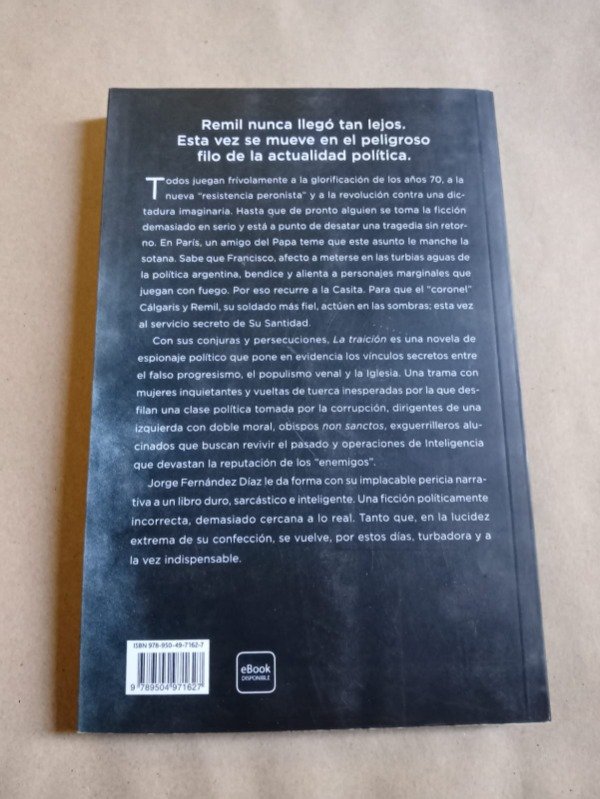 Remil nunca llegó tan lejos.
Esta vez se mueve en el peligroso
filo de la actualidad política.
Todos juegan frívolamente a la glorificación de los años 70, a la
nueva “resistencia peronista” y a la revolución contra una dic-
tadura imaginaria. Hasta que de pronto alguien se toma la ficción
demasiado en serio y está a punto de desatar una tragedia sin retor-
no. En París, un amigo del Papa teme que este asunto le manche la
sotana. Sabe que Francisco, afecto a meterse en las turbias aguas de
la política argentina, bendice y alienta a personajes marginales que
juegan con fuego. Por eso recurre a la Casita. Para que el “coronel”
Cálgaris y Remil, su soldado más fiel, actúen en las sombras; esta vez
al servicio secreto de Su Santidad.
Con sus conjuras y persecuciones, La traición es una novela de
espionaje político que pone en evidencia los vínculos secretos entre
el falso progresismo, el populismo venal y la Iglesia. Una trama con
mujeres inquietantes y vueltas de tuerca inesperadas por la que des-
filan una clase política tomada por la corrupción, dirigentes de una
izquierda con doble moral, obispos non sanctos, exguerrilleros alu-
cinados que buscan revivir el pasado y operaciones de Inteligencia
que devastan la reputación de los “enemigos”.
Jorge Fernández Díaz le da forma con su implacable pericia narra-
tiva a un libro duro, sarcástico e inteligente. Una ficción políticamente
incorrecta, demasiado cercana a lo real. Tanto que, en la lucidez
extrema de su confección, se vuelve, por estos días, turbadora y a
la vez indispensable.
ISBN 978-950-49-7162-7
9 789504 971627
eBook
DISPONIBLE